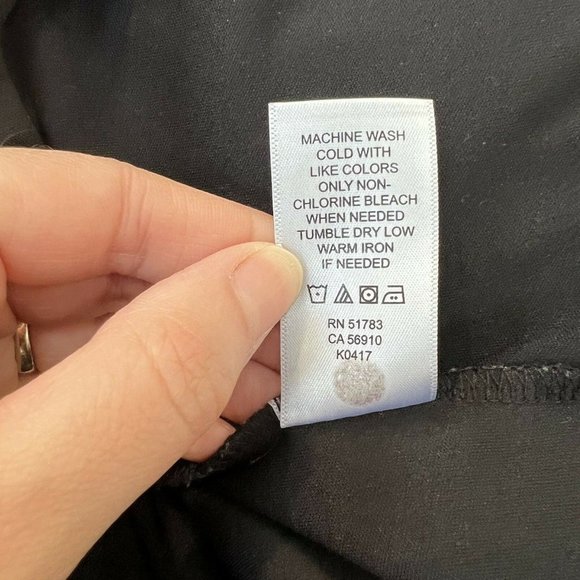 MACHINE WASH
COLD WITH
LIKE COLORS
ONLY NON-
CHLORINE BLEACH
WHEN NEEDED
TUMBLE DRY LOW
WARM IRON
IF NEEDED
RN 51783
CA 56910
K0417